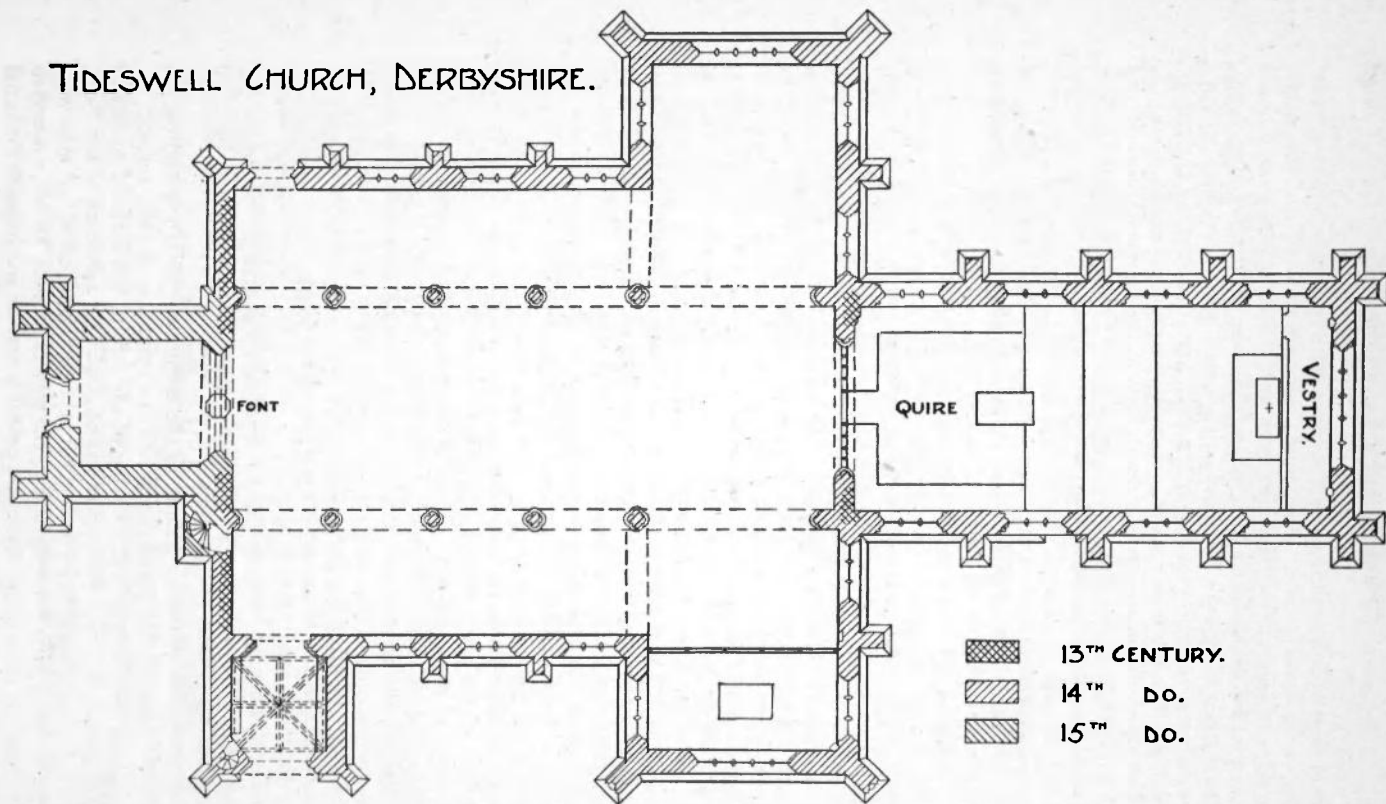 TIDESWELL CHURCH, DERBYSHIRE.
FONT
QUIRE
VESTRY.
13TH CENTURY.
14TH DO.
15TH DO.